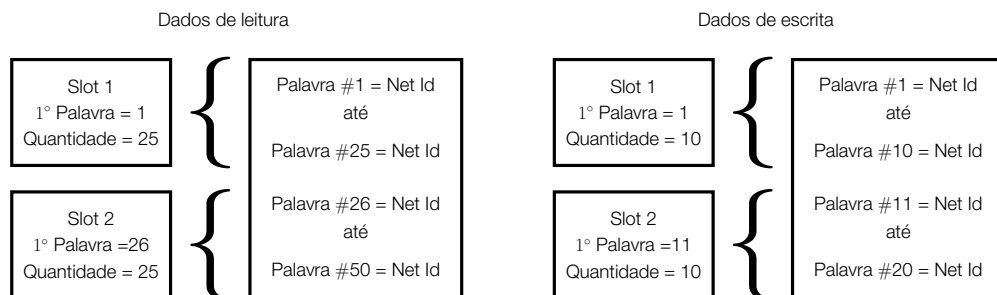 Dados de leitura
Slot 1
1° Palavra = 1
Quantidade = 25
Palavra #1 = Net Id
até
Palavra #25 = Net Id
Slot 2
1° Palavra =26
Quantidade = 25
Palavra #26 = Net Id
até
Palavra #50 = Net Id
Dados de escrita
Slot 1
1° Palavra = 1
Quantidade = 10
Palavra #1 = Net Id
até
Palavra #10 = Net Id
Slot 2
1° Palavra =11
Quantidade = 10
Palavra #11 = Net Id
até
Palavra #20 = Net Id